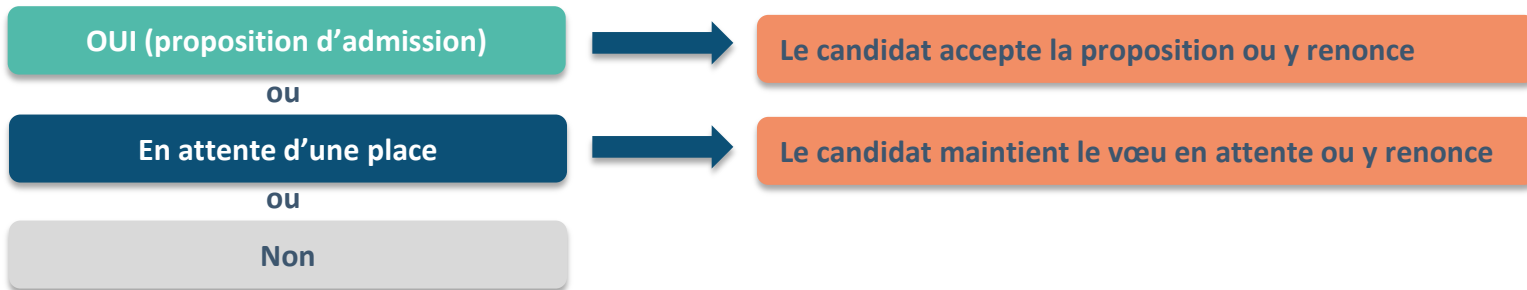 OUI (proposition d’admission)
Le candidat accepte la proposition ou y renonce
ou
En attente d’une place
Le candidat maintient le vœu en attente ou y renonce
ou
Non